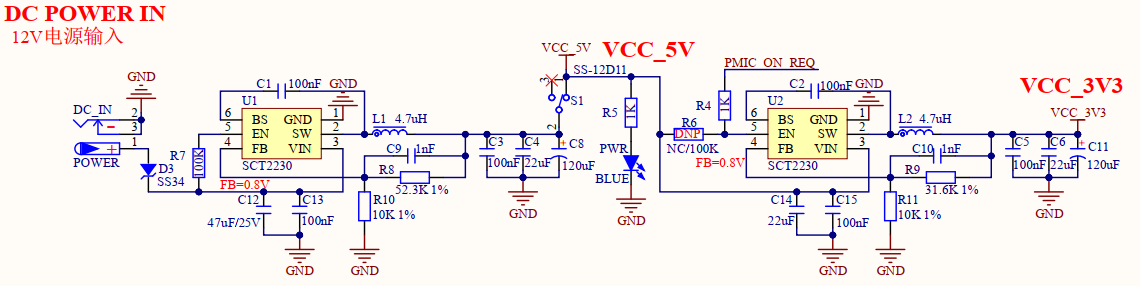 DC POWER IN
12V电源输入
VCC_5V
VCC_5V
SS-12D11
PMIC_ON_REQ
VCC_3V3
VCC_3V3
GND
C1
100nF
GND
3
S1
2
C2
100nF
GND
DC_IN
2
3
1
POWER
D3
SS34
R7
100K
U1
6
5
4
BS
EN
FB
GND
SW
VIN
1
2
3
SCT2230
FB=0.8V
L1
4.7uH
C9
1nF
R8
52.3K 1%
C3
100nF
C4
22uF
C8
120uF
R5
1K
R4
1K
R6
DNP
NC/100K
PWR
BLUE
FB=0.8V
U2
6
5
4
BS
EN
FB
GND
SW
VIN
1
2
3
SCT2230
L2
4.7uH
C10
1nF
R9
31.6K 1%
C5
100nF
C6
22uF
C11
120uF
C12
47uF/25V
C13
100nF
R10
10K 1%
GND
GND
C14
22uF
C15
100nF
R11
10K 1%
GND
GND
GND
GND
GND